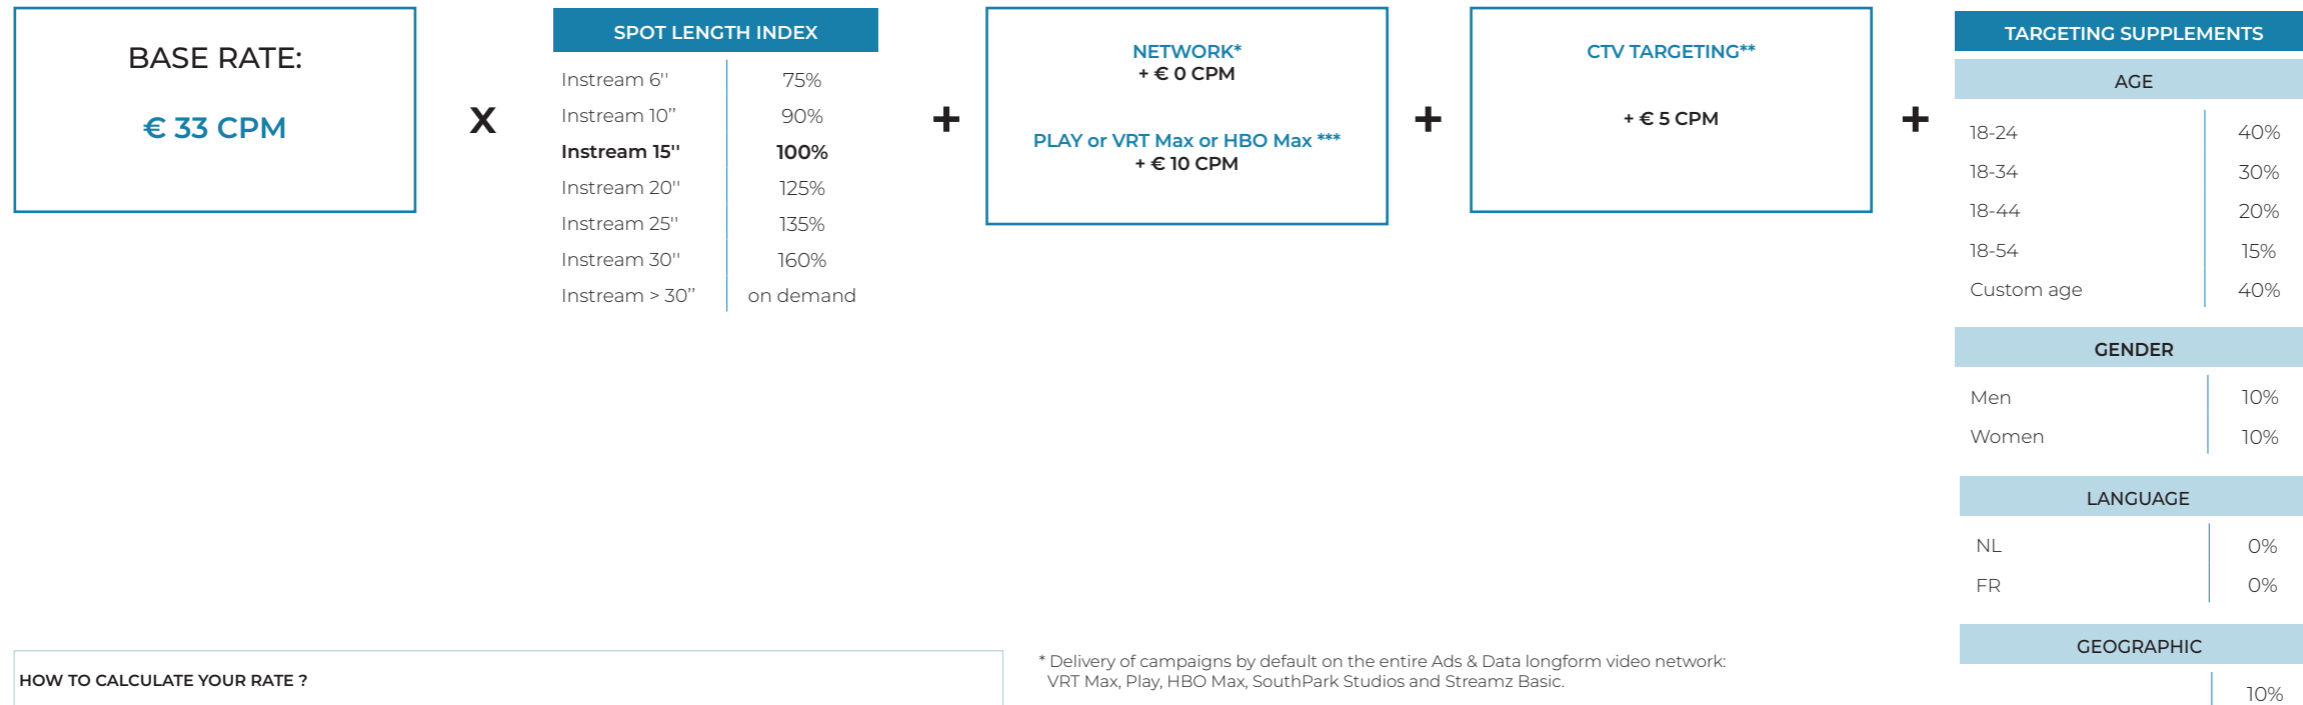 BASE RATE:
€ 33 CPM
X
SPOT LENGTH INDEX
Instream 6'' 75%
Instream 10’’ 90%
Instream 15'' 100%
Instream 20'' 125%
Instream 25'' 135%
Instream 30'' 160%
Instream > 30’’ on demand
+
NETWORK*
+ € 0 CPM
PLAY or VRT Max or HBO Max ***
+ € 10 CPM
+
CTV TARGETING**
+ € 5 CPM
+
TARGETING SUPPLEMENTS
AGE
18-24 40%
18-34 30%
18-44 20%
18-54 15%
Custom age 40%
GENDER
Men 10%
Women 10%
LANGUAGE
NL 0%
FR 0%
GEOGRAPHIC
10%
HOW TO CALCULATE YOUR RATE ?
* Delivery of campaigns by default on the entire Ads & Data longform video network:
VRT Max, Play, HBO Max, SouthPark Studios and Streamz Basic.